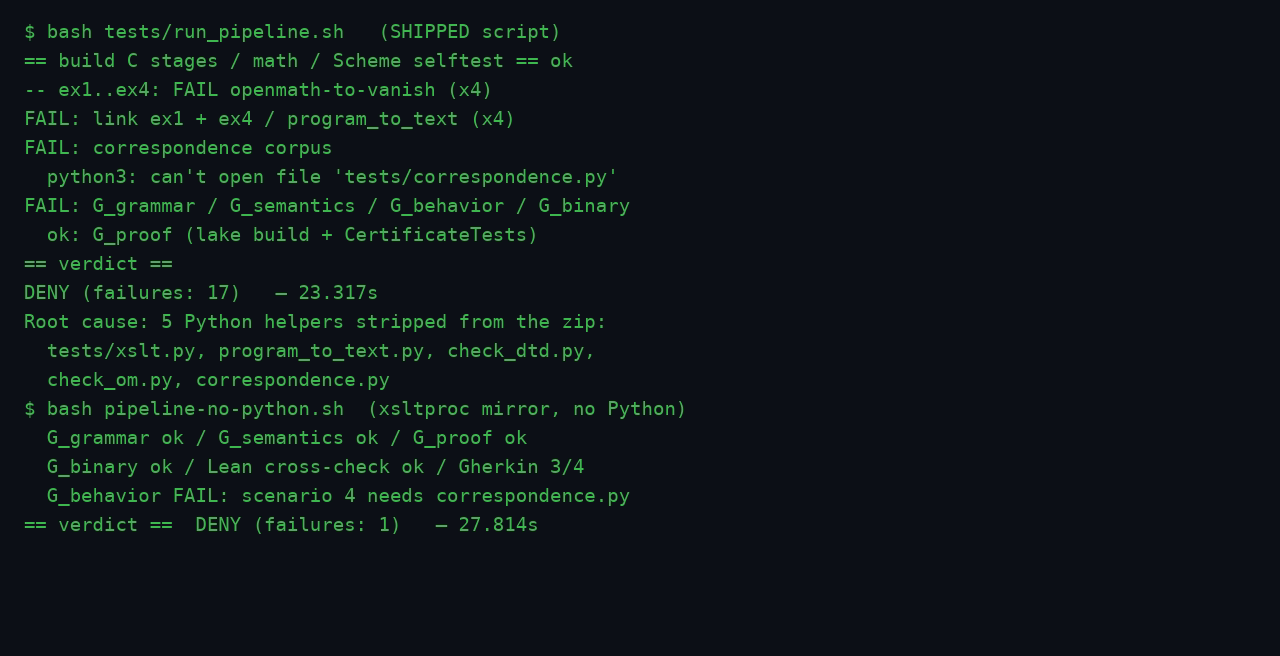 $ bash tests/run_pipeline.sh   (SHIPPED script)
== build C stages / math / Scheme selftest == ok
-- ex1..ex4: FAIL openmath-to-vanish (x4)
FAIL: link ex1 + ex4 / program_to_text (x4)
FAIL: correspondence corpus
  python3: can't open file 'tests/correspondence.py'
FAIL: G_grammar / G_semantics / G_behavior / G_binary
  ok: G_proof (lake build + CertificateTests)
== verdict ==
DENY (failures: 17)   — 23.317s
Root cause: 5 Python helpers stripped from the zip:
  tests/xslt.py, program_to_text.py, check_dtd.py,
  check_om.py, correspondence.py
$ bash pipeline-no-python.sh  (xsltproc mirror, no Python)
  G_grammar ok / G_semantics ok / G_proof ok
  G_binary ok / Lean cross-check ok / Gherkin 3/4
  G_behavior FAIL: scenario 4 needs correspondence.py
== verdict ==  DENY (failures: 1)   — 27.814s